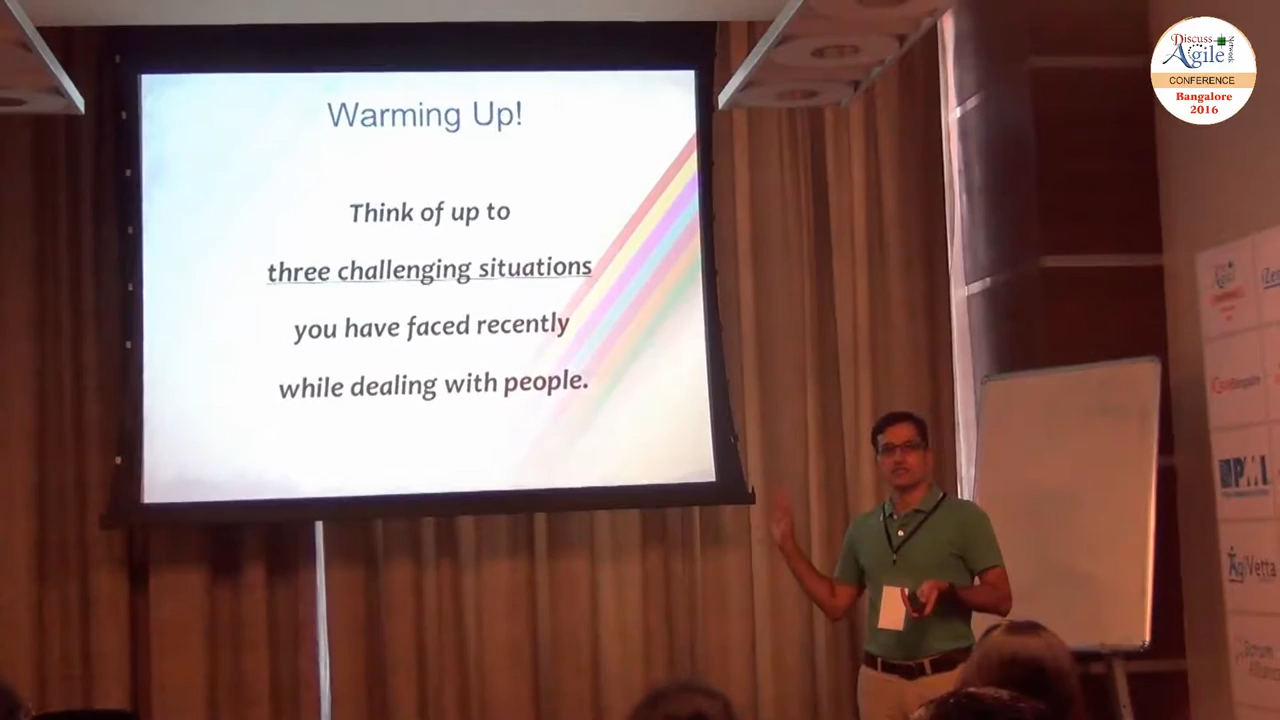 Warming Up!
Think of up to
three challenging situations
you have faced recently
while dealing with people.
Discuss
Agile
Network
CONFERENCE
Bangalore
2016
AgiVetta